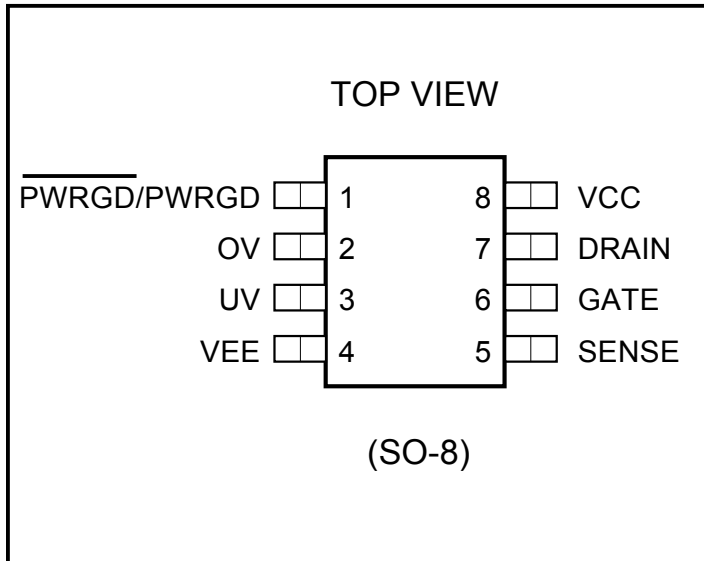 TOP VIEW
PWRGD/PWRGD 1 8 VCC
OV 2 7 DRAIN
UV 3 6 GATE
VEE 4 5 SENSE
(SO-8)